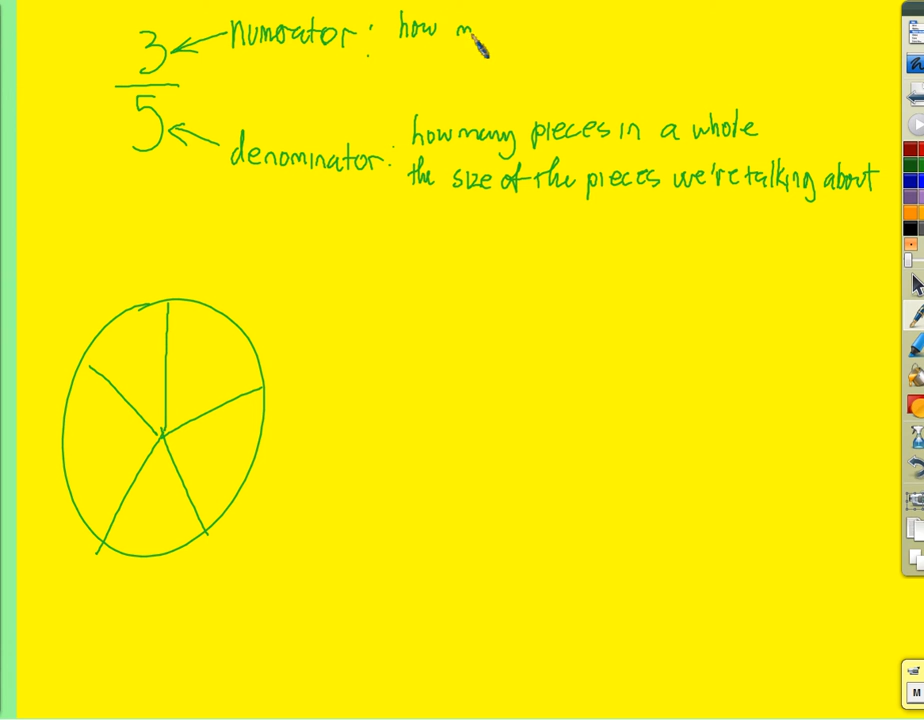 3 numerator: how m
5 denominator: how many pieces in a whole
the size of the pieces we're talking about
M